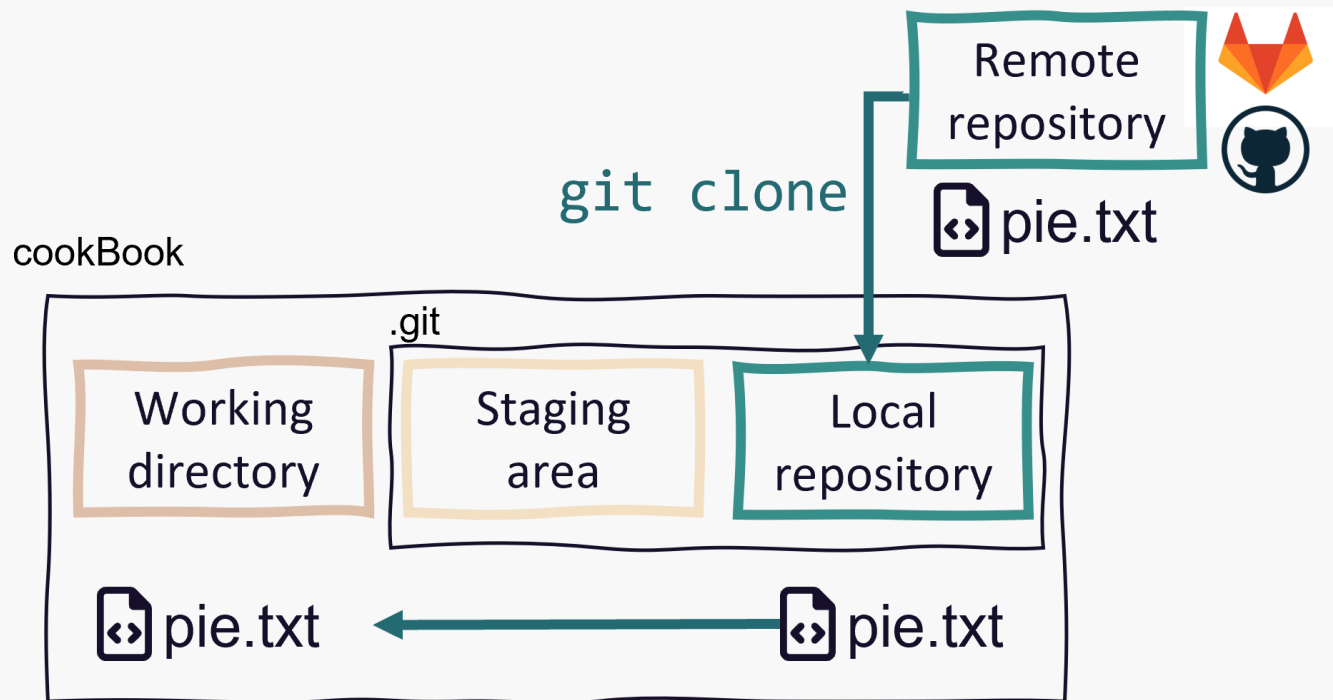 Remote
repository
git clone
pie.txt
cookBook
.git
Working
directory
Staging
area
Local
repository
pie.txt
pie.txt